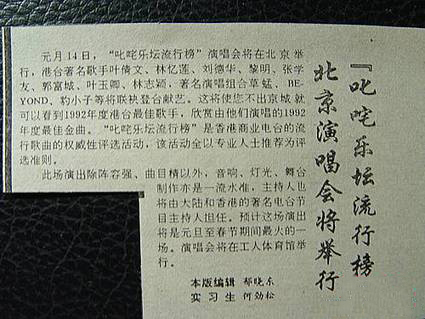 『叱咤乐坛流行榜
北京演唱会将举行
元月14日，“叱咤乐坛流行榜”演唱会将在北京举
行，港台著名歌手叶倩文、林忆莲、刘德华、黎明、张学
友、郭富城、叶玉卿、林志颖，著名演唱组合草蜢、BE-
YOND、豹小子等将联袂登台献艺。这将使您不出京城就
可以看到1992年度港台最佳歌手，欣赏由他们演唱的1992
年度最佳金曲。“叱咤乐坛流行榜”是香港商业电台的流
行歌曲的权威性评选活动，该活动全以专业人士推荐为评
选准则。
此场演出除阵容强、曲目精以外，音响、灯光、舞台
制作亦是一流水准，主持人也
将由大陆和香港的著名电台节
目主持人担任。预计这场演出
将是元旦至春节期间最火的一
场。演唱会将在工人体育馆举
行。
本版编辑 郗晓东
实习生 何劲松